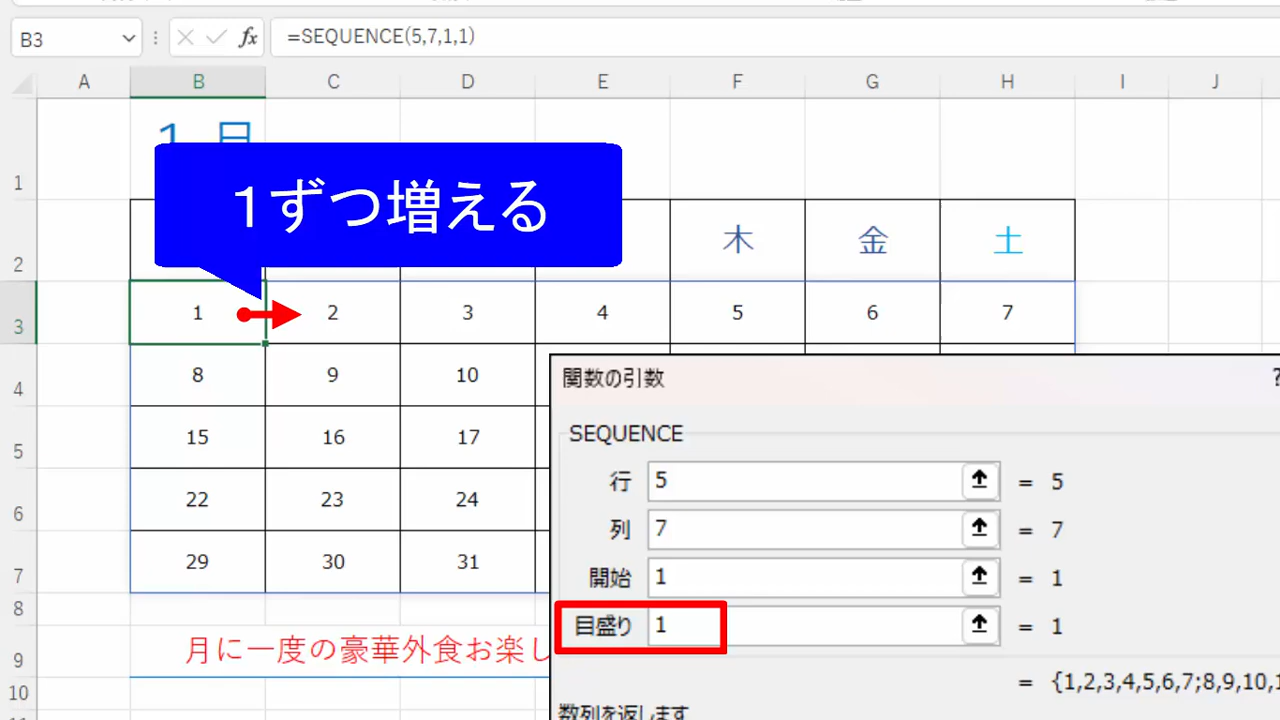 B3 fx =SEQUENCE(5,7,1,1)
A B C D E F G H I J
1
1ずつ増える
2 木 金 土
3 1 2 3 4 5 6 7
4 8 9 10
関数の引数 ?
SEQUENCE
5 15 16 17
行 5 = 5
6 22 23 24
列 7 = 7
7 29 30 31
開始 1 = 1
8
目盛り 1 = 1
9 月に一度の豪華外食お楽し
10 = {1,2,3,4,5,6,7;8,9,10,1
数列を返します